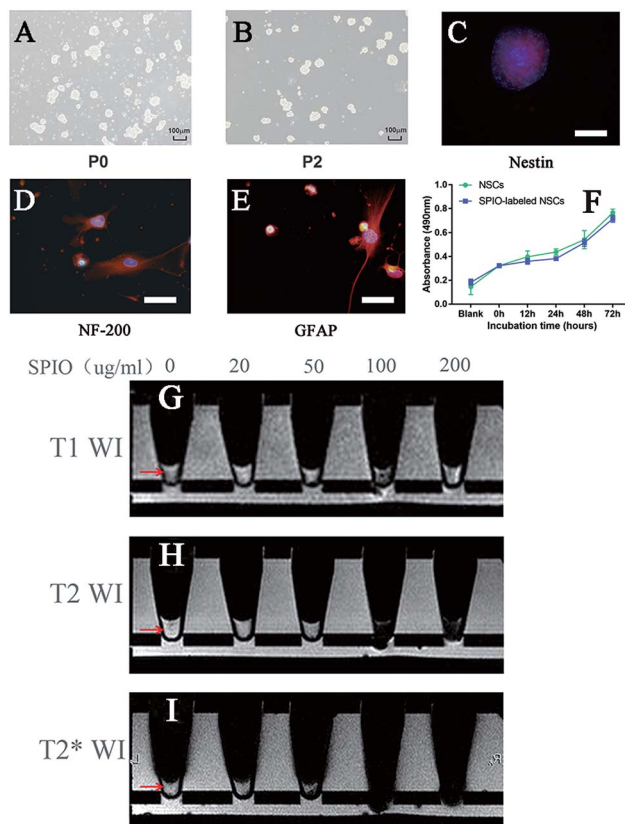 A
100μm
P0
B
100μm
P2
C
Nestin
D
NF-200
E
GFAP
F
NSCs
SPIO-labeled NSCs
Absorbance (490nm)
1.0
0.8
0.6
0.4
0.2
0.0
Blank 0h 12h 24h 48h 72h
Incubation time (hours)
SPIO（ug/ml） 0 20 50 100 200
G
T1 WI
H
T2 WI
I
T2* WI